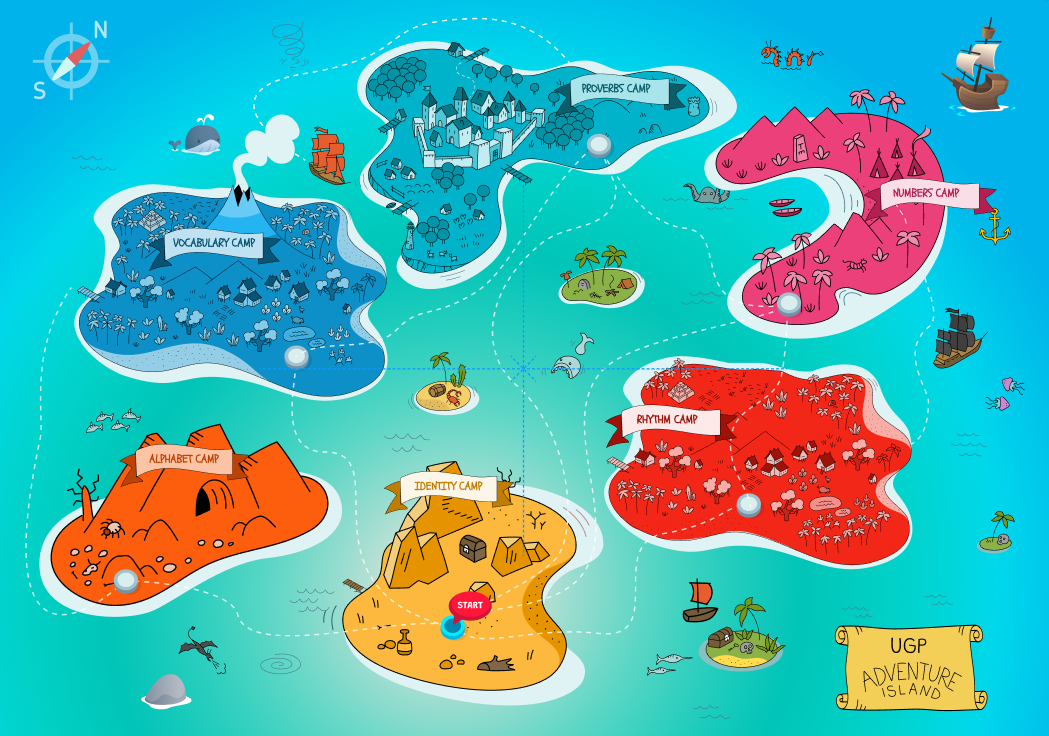 N
S
PROVERBS CAMP
NUMBERS CAMP
VOCABULARY CAMP
RHYTHM CAMP
ALPHABET CAMP
IDENTITY CAMP
START
UGP
ADVENTURE
ISLAND